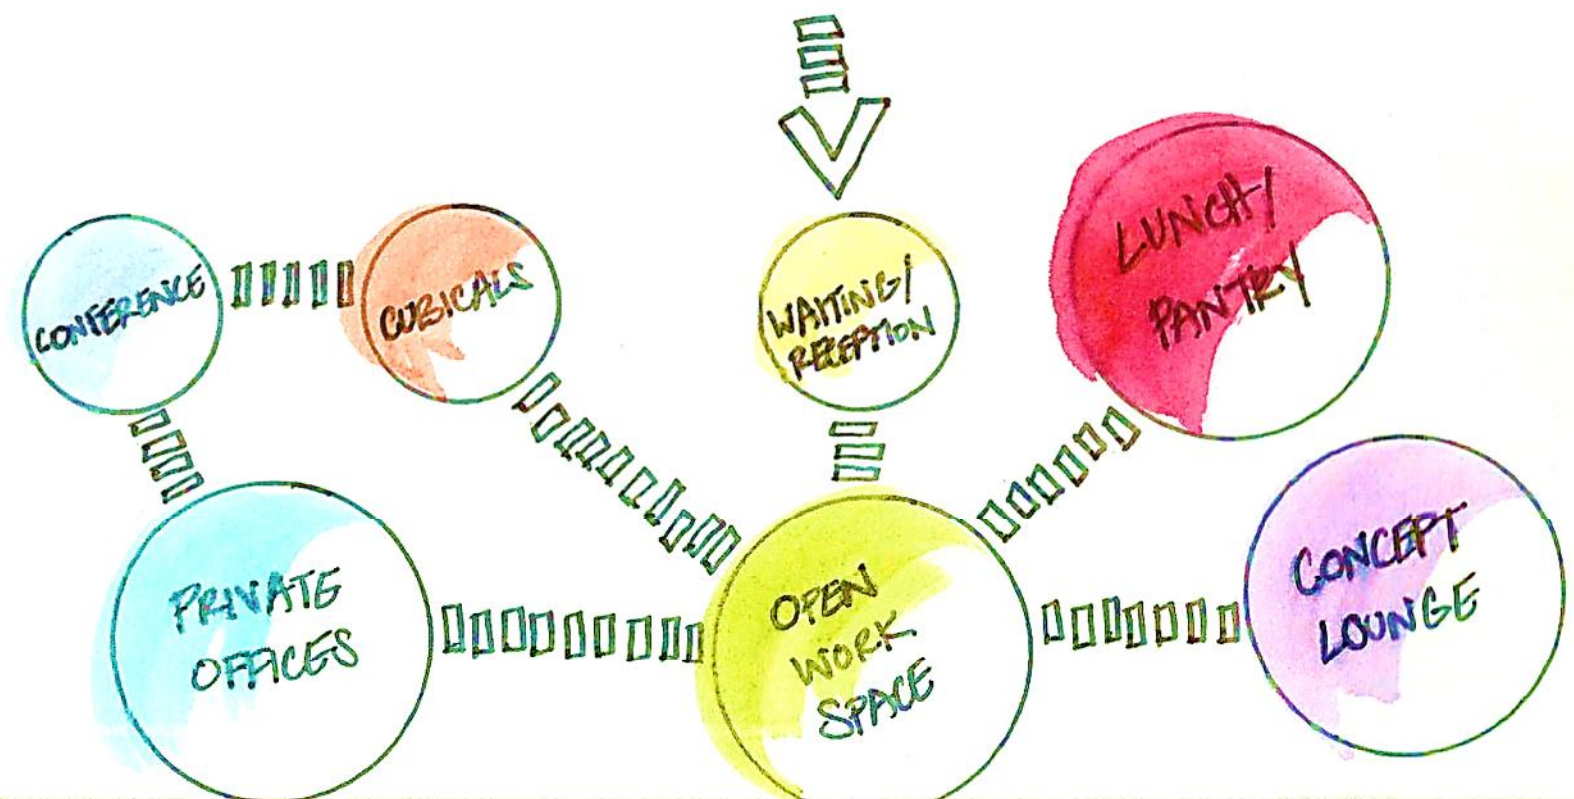 CONFERENCE
CUBICALS
WAITING/
RECEPTION
LUNCH/
PANTRY
PRIVATE
OFFICES
OPEN
WORK
SPACE
CONCEPT
LOUNGE